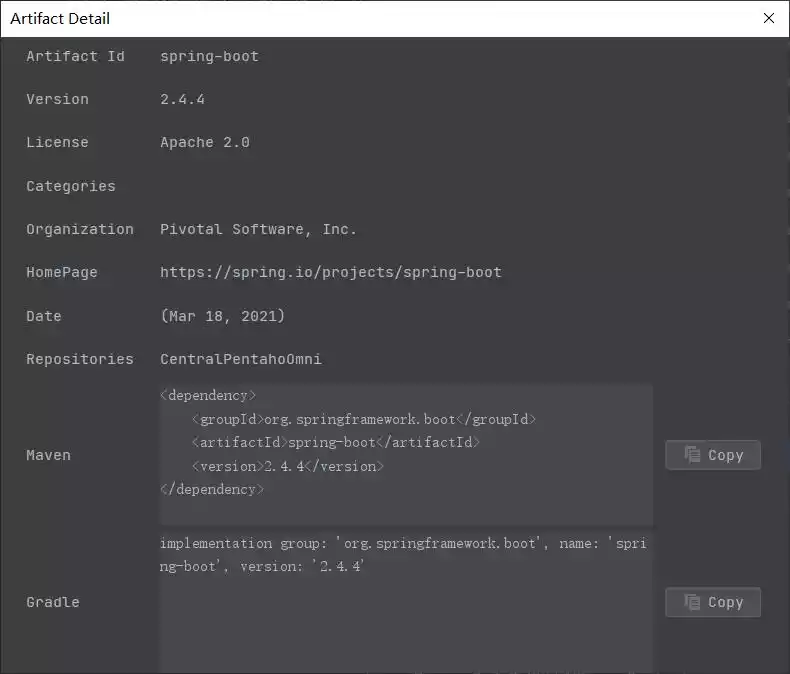 Artifact Detail
Artifact Id spring-boot
Version 2.4.4
License Apache 2.0
Categories
Organization Pivotal Software, Inc.
HomePage https://spring.io/projects/spring-boot
Date (Mar 18, 2021)
Repositories CentralPentahoOmni
<dependency>
    <groupId>org.springframework.boot</groupId>
    <artifactId>spring-boot</artifactId>
Maven Copy
    <version>2.4.4</version>
</dependency>
implementation group: 'org.springframework.boot', name: 'spri
ng-boot', version: '2.4.4'
Gradle Copy